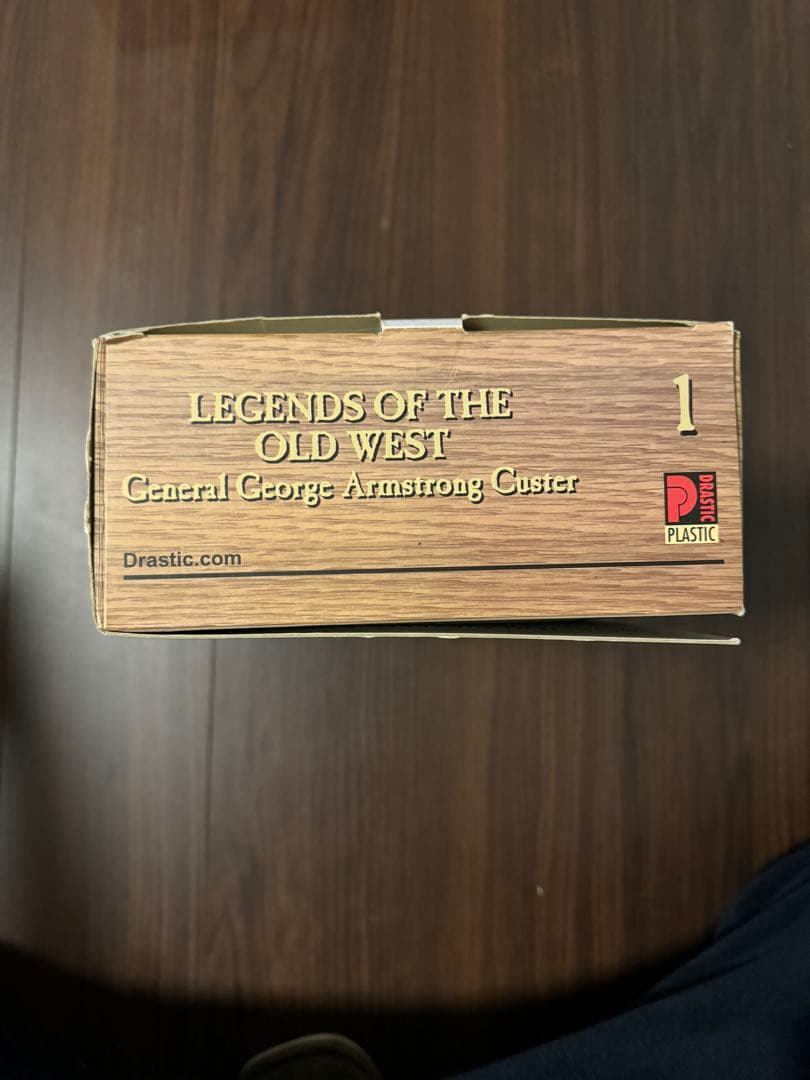 LEGENDS OF THE
OLD WEST
General George Armstrong Custer
1
DRASTIC
PLASTIC
Drastic.com